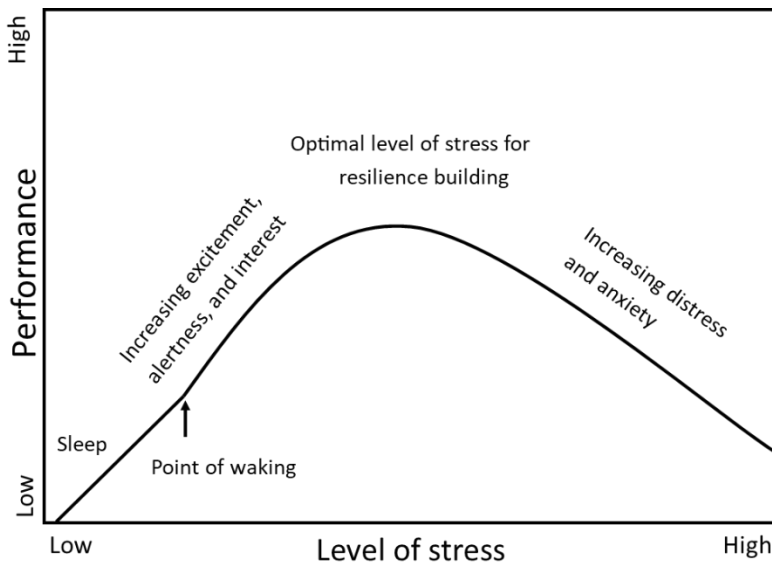 High
Optimal level of stress for
resilience building
Increasing excitement,
alertness, and interest
Increasing distress
and anxiety
Performance
Sleep
Point of waking
Low
Low
Level of stress
High